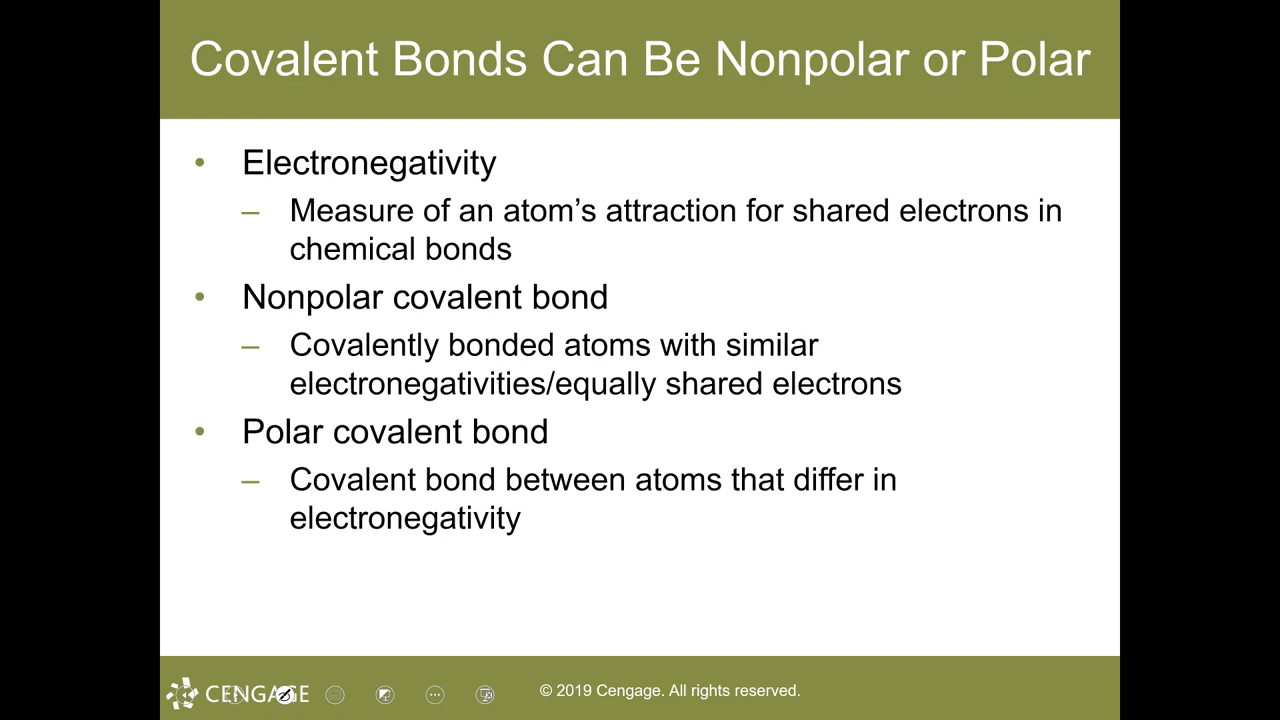 Covalent Bonds Can Be Nonpolar or Polar
• Electronegativity
– Measure of an atom’s attraction for shared electrons in
chemical bonds
• Nonpolar covalent bond
– Covalently bonded atoms with similar
electronegativities/equally shared electrons
• Polar covalent bond
– Covalent bond between atoms that differ in
electronegativity
CENGAGE
© 2019 Cengage. All rights reserved.